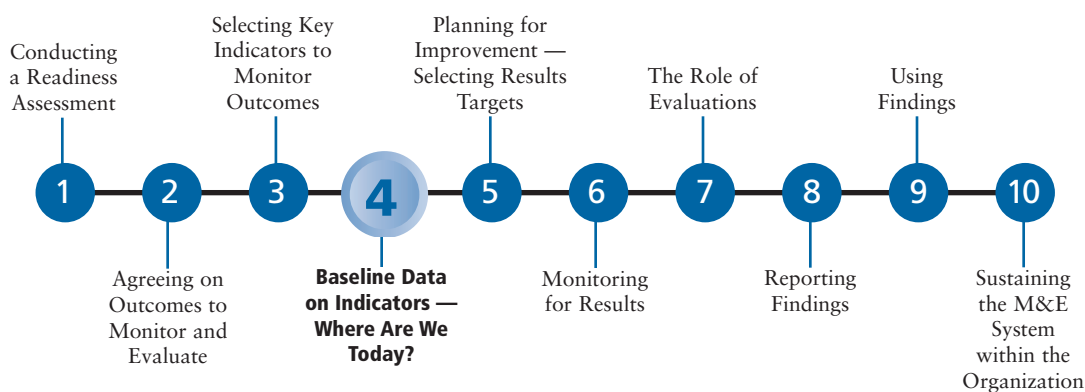 Conducting
a Readiness
Assessment
1
Agreeing on
Outcomes to
Monitor and
Evaluate
2
Selecting Key
Indicators to
Monitor
Outcomes
3
4
Baseline Data
on Indicators —
Where Are We
Today?
Planning for
Improvement —
Selecting Results
Targets
5
6
Monitoring
for Results
The Role of
Evaluations
7
8
Reporting
Findings
Using
Findings
9
10
Sustaining
the M&E
System
within the
Organization